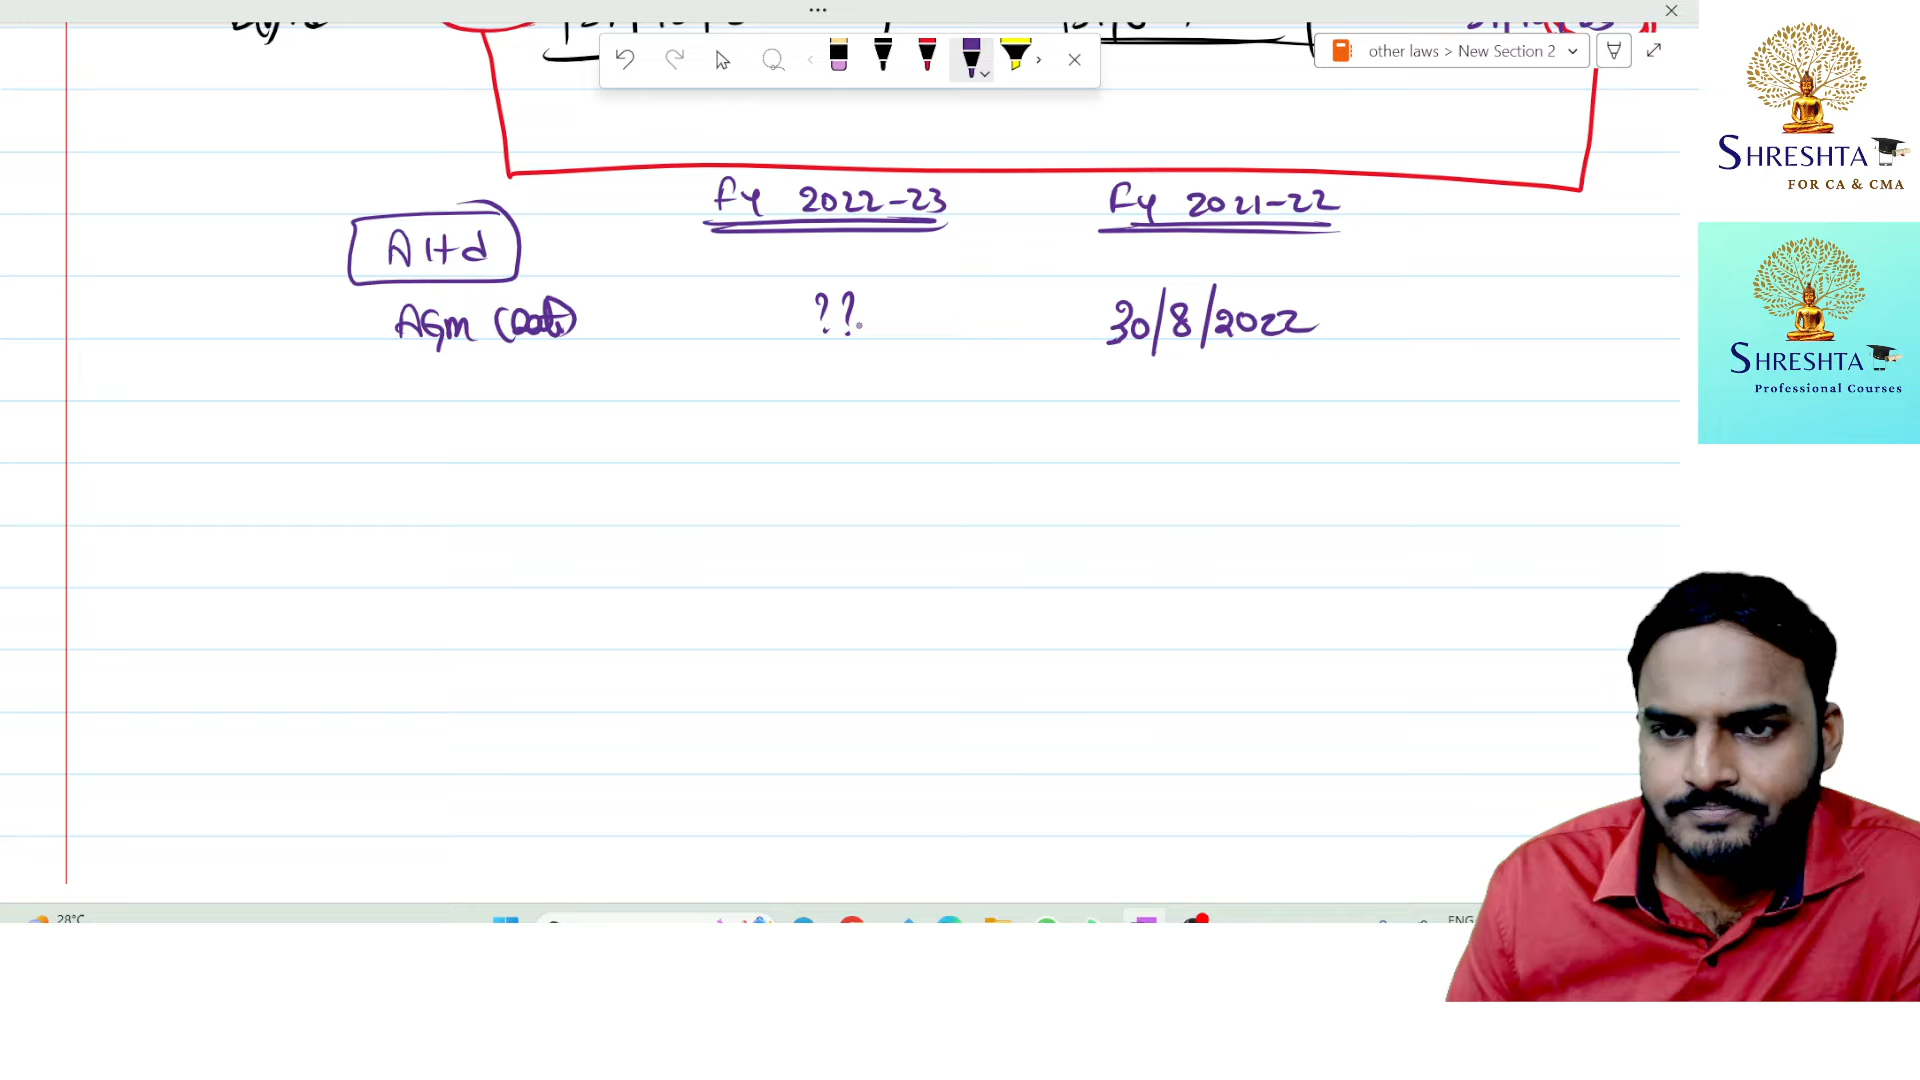 other laws > New Section 2
SHRESHTA
FOR CA & CMA
Fy 2022-23
Fy 2021-22
A ltd
AGM
??
30/8/2022
SHRESHTA
Professional Courses
28°C
ENG